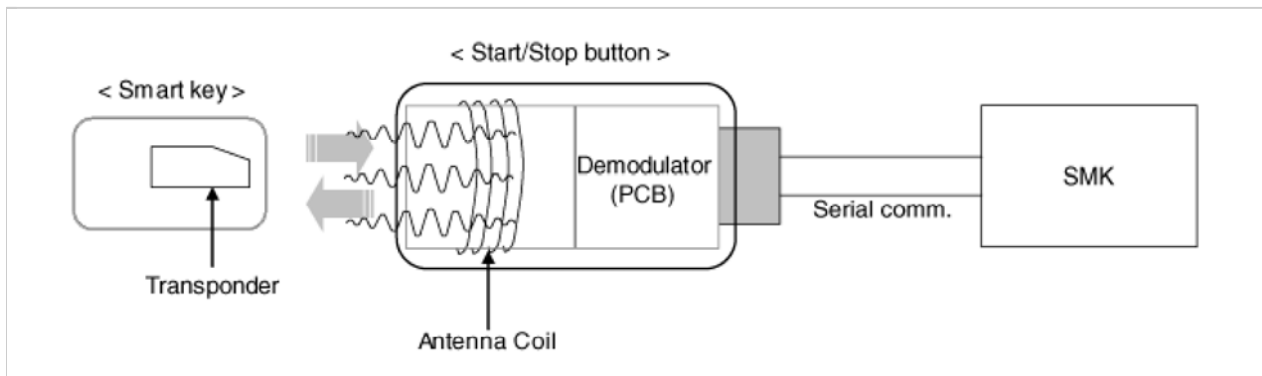 < Start/Stop button >
< Smart key >
Demodulator
(PCB)
SMK
Serial comm.
Transponder
Antenna Coil